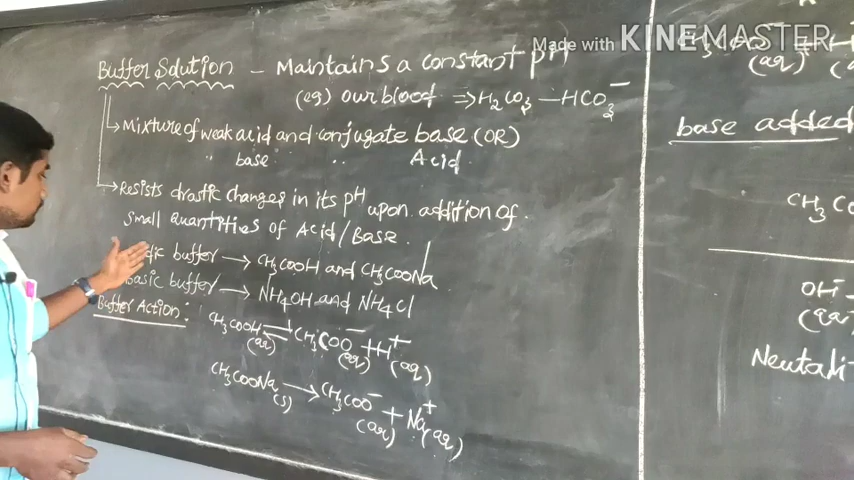 Made with KINEMASTER
Buffer Solution – Maintains a constant pH
(eg) our blood ⇒ H₂CO₃ — HCO₃⁻
→ Mixture of weak acid and conjugate base (OR)
" base " Acid
→ Resists drastic changes in its pH upon addition of
small quantities of Acid/Base.
dic buffer → CH₃COOH and CH₃COONa
Basic buffer → NH₄OH and NH₄Cl
Buffer Action:
CH₃COOH (aq) ⇌ CH₃COO⁻ (aq) + H⁺ (aq)
CH₃COONa (s) → CH₃COO⁻ (aq) + Na⁺ (aq)
CH₃COO⁻ + H
(aq) (a
base added
CH₃CO
OH⁻
(aq)
Neutali